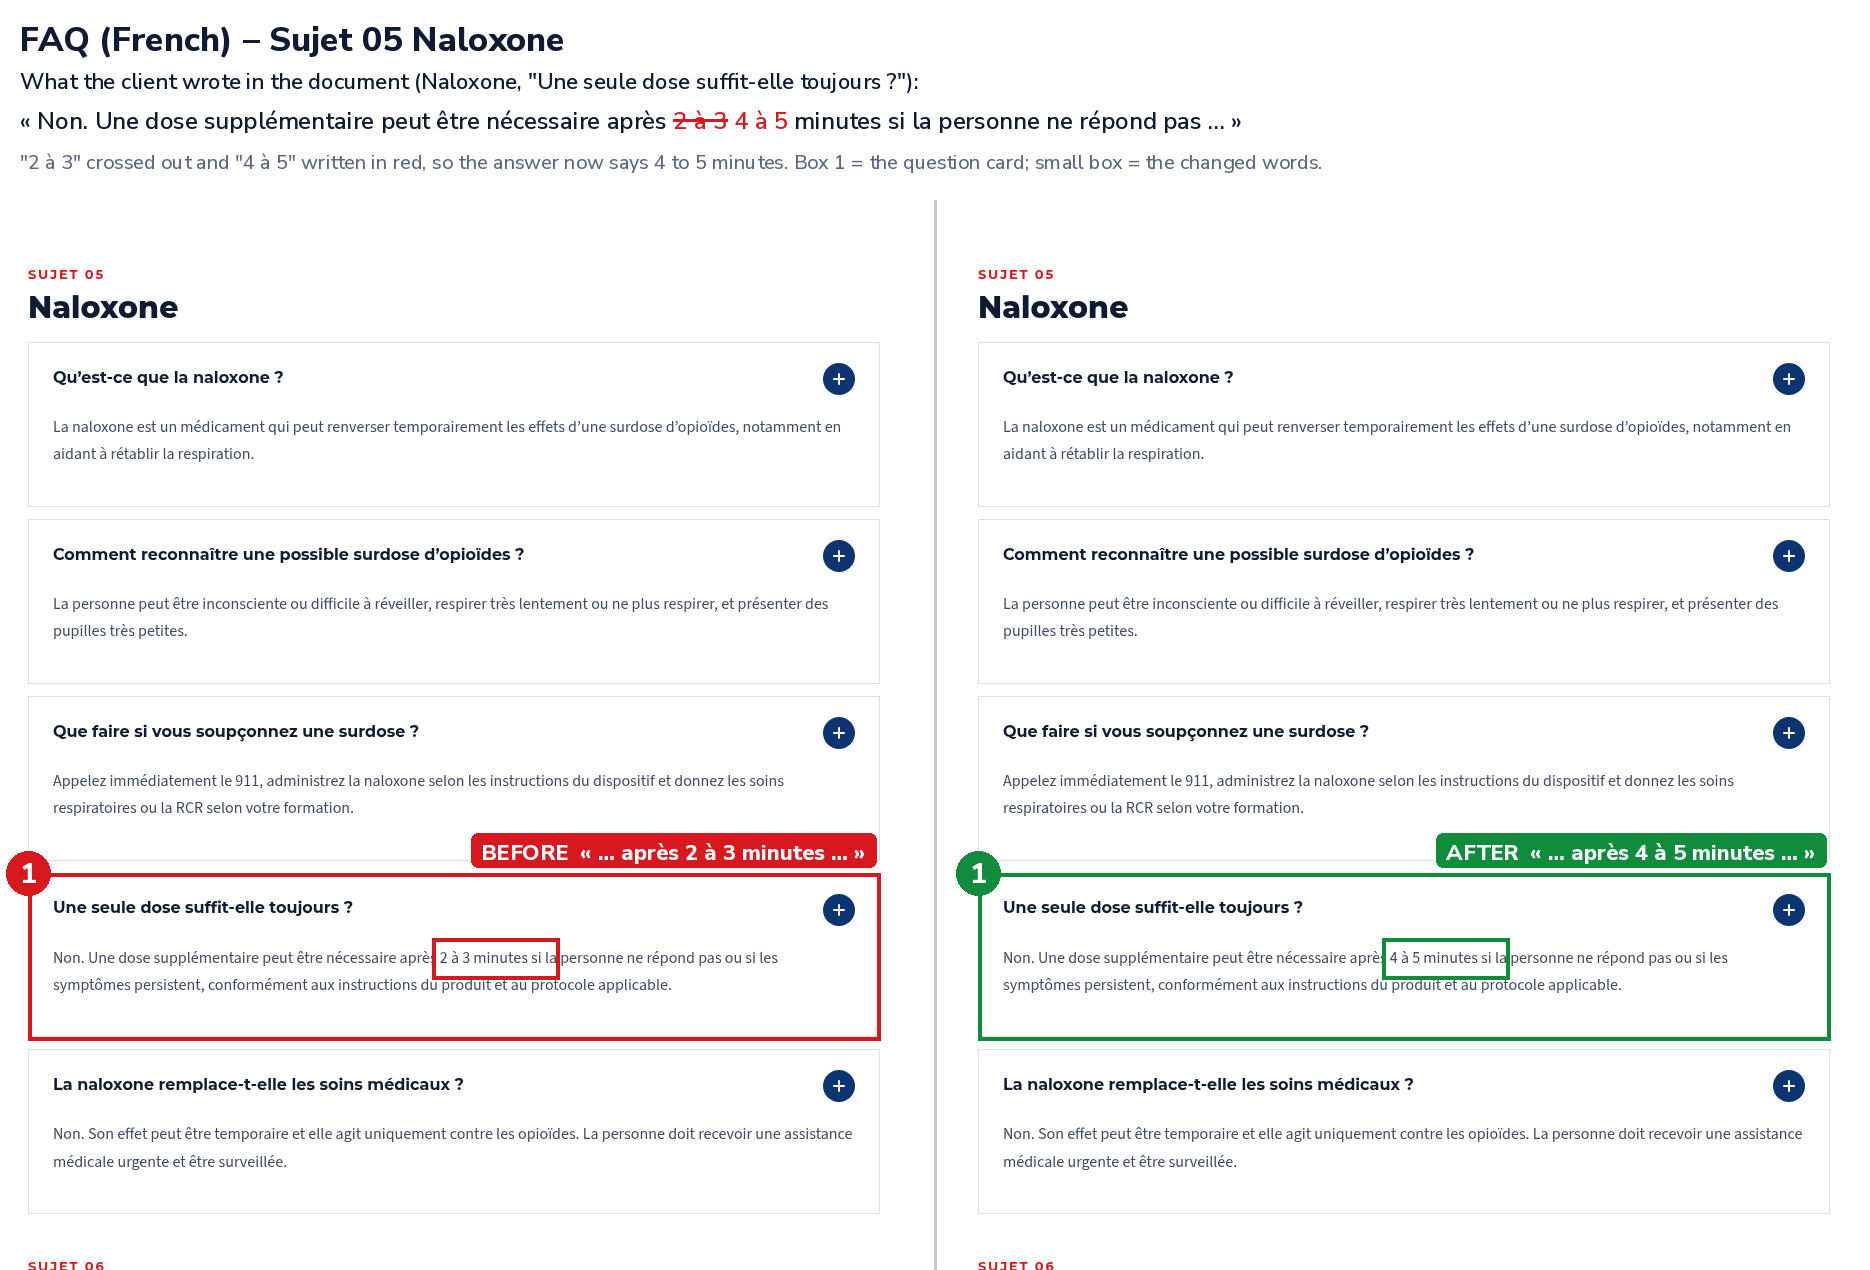 FAQ (French) – Sujet 05 Naloxone
What the client wrote in the document (Naloxone, "Une seule dose suffit-elle toujours ?"):
« Non. Une dose supplémentaire peut être nécessaire après 2 à 3 4 à 5 minutes si la personne ne répond pas ... »
"2 à 3" crossed out and "4 à 5" written in red, so the answer now says 4 to 5 minutes. Box 1 = the question card; small box = the changed words.
SUJET 05
Naloxone
Qu’est-ce que la naloxone ?
+
La naloxone est un médicament qui peut renverser temporairement les effets d’une surdose d’opioïdes, notamment en
aidant à rétablir la respiration.
Comment reconnaître une possible surdose d’opioïdes ?
+
La personne peut être inconsciente ou difficile à réveiller, respirer très lentement ou ne plus respirer, et présenter des
pupilles très petites.
Que faire si vous soupçonnez une surdose ?
+
Appelez immédiatement le 911, administrez la naloxone selon les instructions du dispositif et donnez les soins
respiratoires ou la RCR selon votre formation.
BEFORE « ... après 2 à 3 minutes ... »
1
Une seule dose suffit-elle toujours ?
+
Non. Une dose supplémentaire peut être nécessaire après 2 à 3 minutes si la personne ne répond pas ou si les
symptômes persistent, conformément aux instructions du produit et au protocole applicable.
La naloxone remplace-t-elle les soins médicaux ?
+
Non. Son effet peut être temporaire et elle agit uniquement contre les opioïdes. La personne doit recevoir une assistance
médicale urgente et être surveillée.
SUJET 06
SUJET 05
Naloxone
Qu’est-ce que la naloxone ?
+
La naloxone est un médicament qui peut renverser temporairement les effets d’une surdose d’opioïdes, notamment en
aidant à rétablir la respiration.
Comment reconnaître une possible surdose d’opioïdes ?
+
La personne peut être inconsciente ou difficile à réveiller, respirer très lentement ou ne plus respirer, et présenter des
pupilles très petites.
Que faire si vous soupçonnez une surdose ?
+
Appelez immédiatement le 911, administrez la naloxone selon les instructions du dispositif et donnez les soins
respiratoires ou la RCR selon votre formation.
AFTER « ... après 4 à 5 minutes ... »
1
Une seule dose suffit-elle toujours ?
+
Non. Une dose supplémentaire peut être nécessaire après 4 à 5 minutes si la personne ne répond pas ou si les
symptômes persistent, conformément aux instructions du produit et au protocole applicable.
La naloxone remplace-t-elle les soins médicaux ?
+
Non. Son effet peut être temporaire et elle agit uniquement contre les opioïdes. La personne doit recevoir une assistance
médicale urgente et être surveillée.
SUJET 06